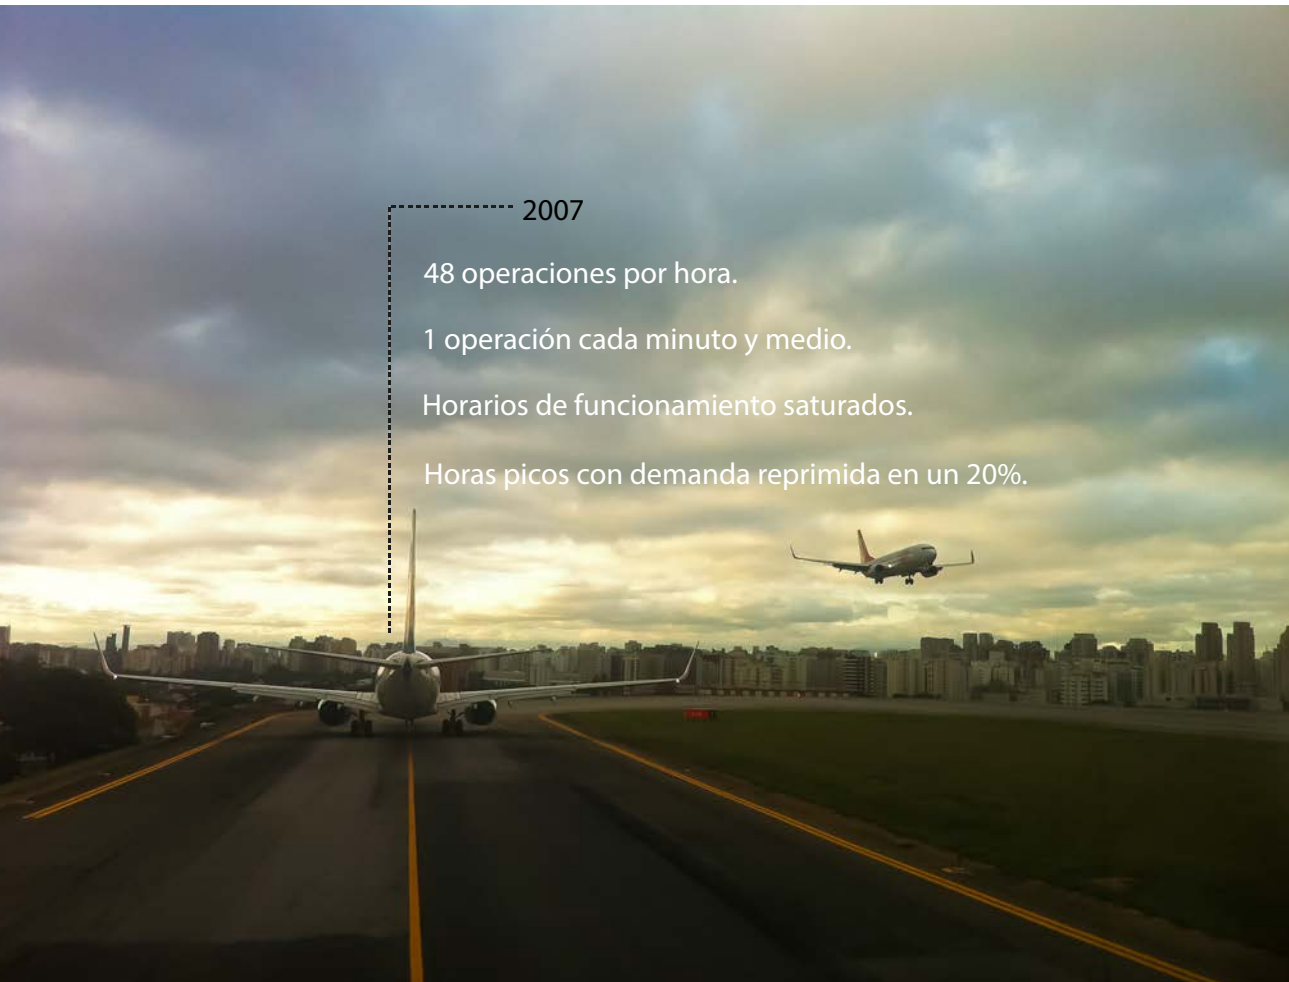 2007
48 operaciones por hora.
1 operación cada minuto y medio.
Horarios de funcionamiento saturados.
Horas picos con demanda reprimida en un 20%.